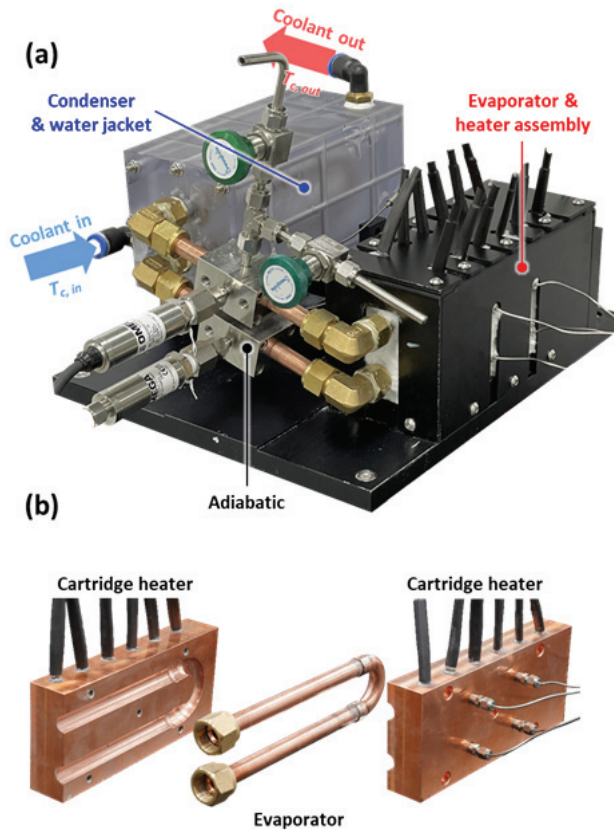 (a)
Coolant out
T_c, out
Condenser
& water jacket
Evaporator &
heater assembly
Coolant in
T_c, in
OMEGA
Adiabatic
(b)
Cartridge heater
Cartridge heater
Evaporator